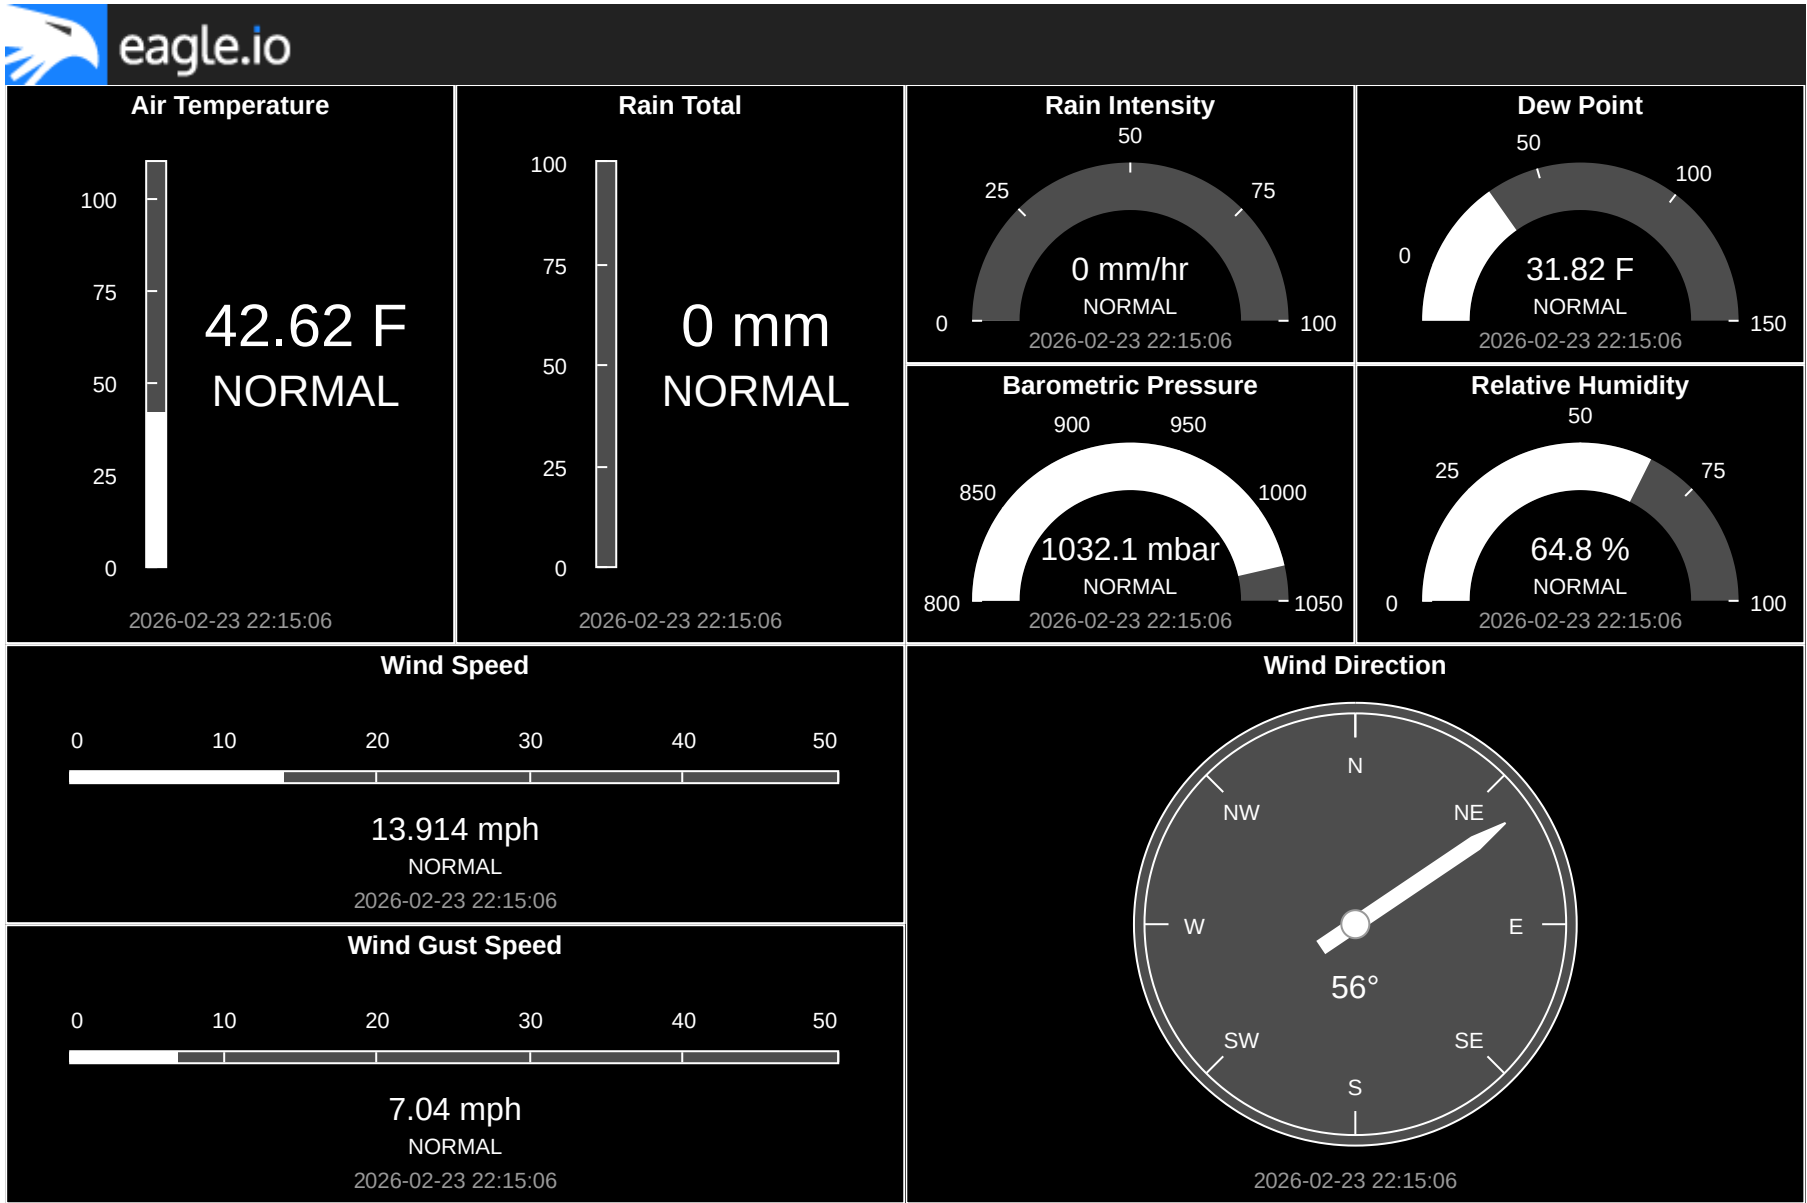 eagle.io
Air Temperature
100
75
50
25
0
42.62 F
NORMAL
2026-02-23 22:15:06
Rain Total
100
75
50
25
0
0 mm
NORMAL
2026-02-23 22:15:06
Rain Intensity
0
25
50
75
100
0 mm/hr
NORMAL
2026-02-23 22:15:06
Dew Point
0
50
100
150
31.82 F
NORMAL
2026-02-23 22:15:06
Barometric Pressure
800
850
900
950
1000
1050
1032.1 mbar
NORMAL
2026-02-23 22:15:06
Relative Humidity
0
25
50
75
100
64.8 %
NORMAL
2026-02-23 22:15:06
Wind Speed
0 10 20 30 40 50
13.914 mph
NORMAL
2026-02-23 22:15:06
Wind Gust Speed
0 10 20 30 40 50
7.04 mph
NORMAL
2026-02-23 22:15:06
Wind Direction
N
NW NE
W E
56°
SW SE
S
2026-02-23 22:15:06